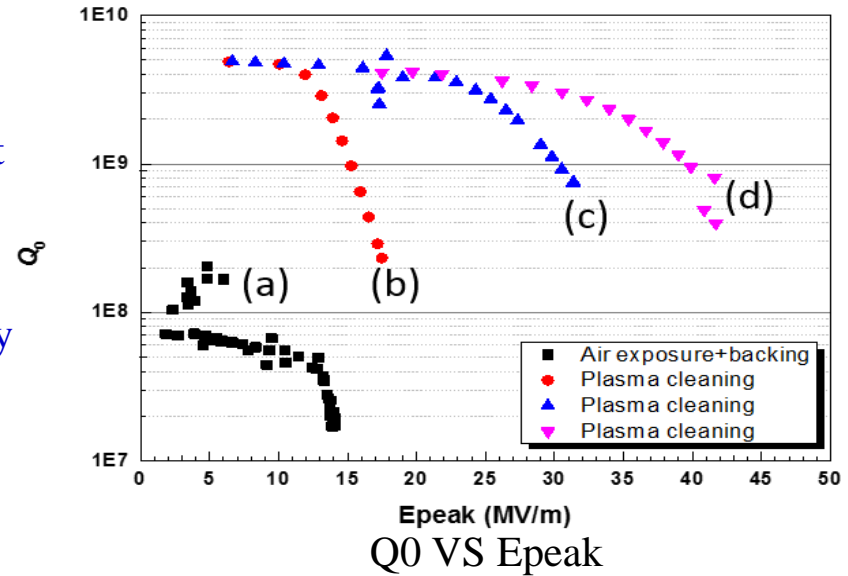 1E10
t
1E9
(d)
(c)
Q₀
(a)
(b)
1E8
y
Air exposure+backing
Plasma cleaning
Plasma cleaning
Plasma cleaning
1E7
0 5 10 15 20 25 30 35 40 45 50
Epeak (MV/m)
Q0 VS Epeak